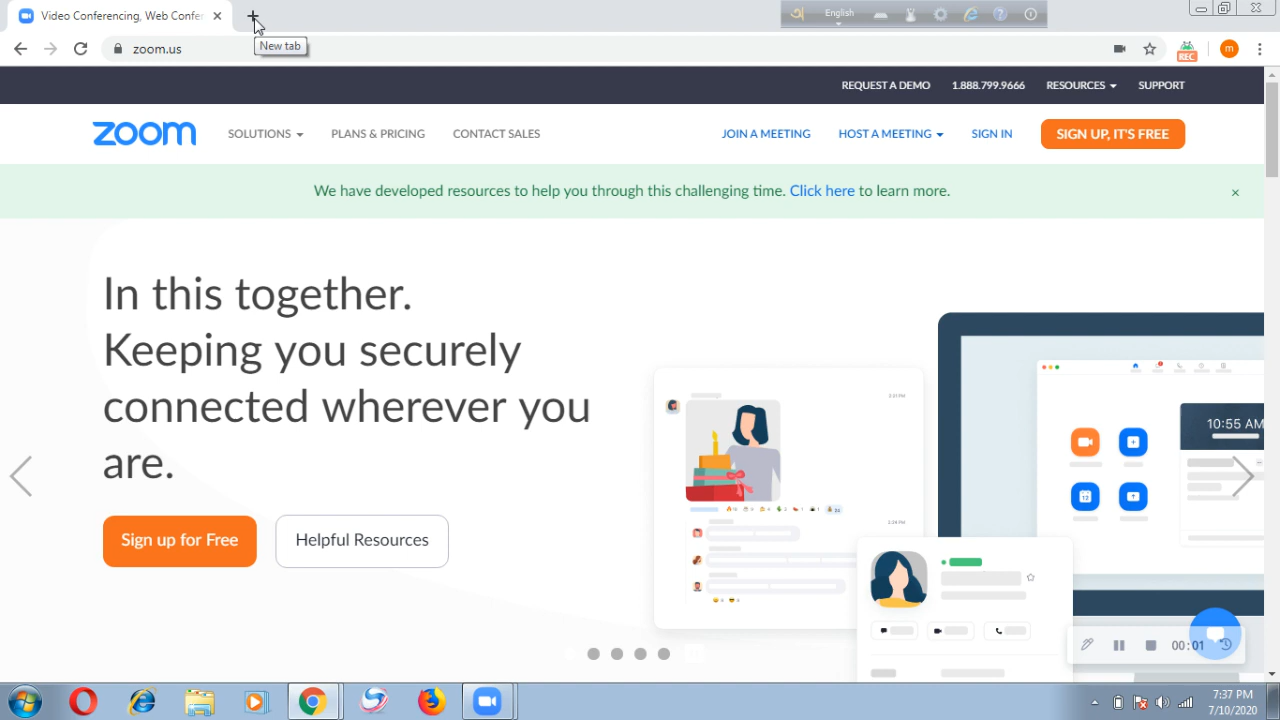 Video Conferencing, Web Confer
English
New tab
zoom.us
REC
m
REQUEST A DEMO 1.888.799.9666 RESOURCES SUPPORT
zoom SOLUTIONS PLANS & PRICING CONTACT SALES JOIN A MEETING HOST A MEETING SIGN IN SIGN UP, IT'S FREE
We have developed resources to help you through this challenging time. Click here to learn more. ×
In this together.
Keeping you securely
connected wherever you
are.
Sign up for Free Helpful Resources
10:55 AM
00:01
7:37 PM
7/10/2020